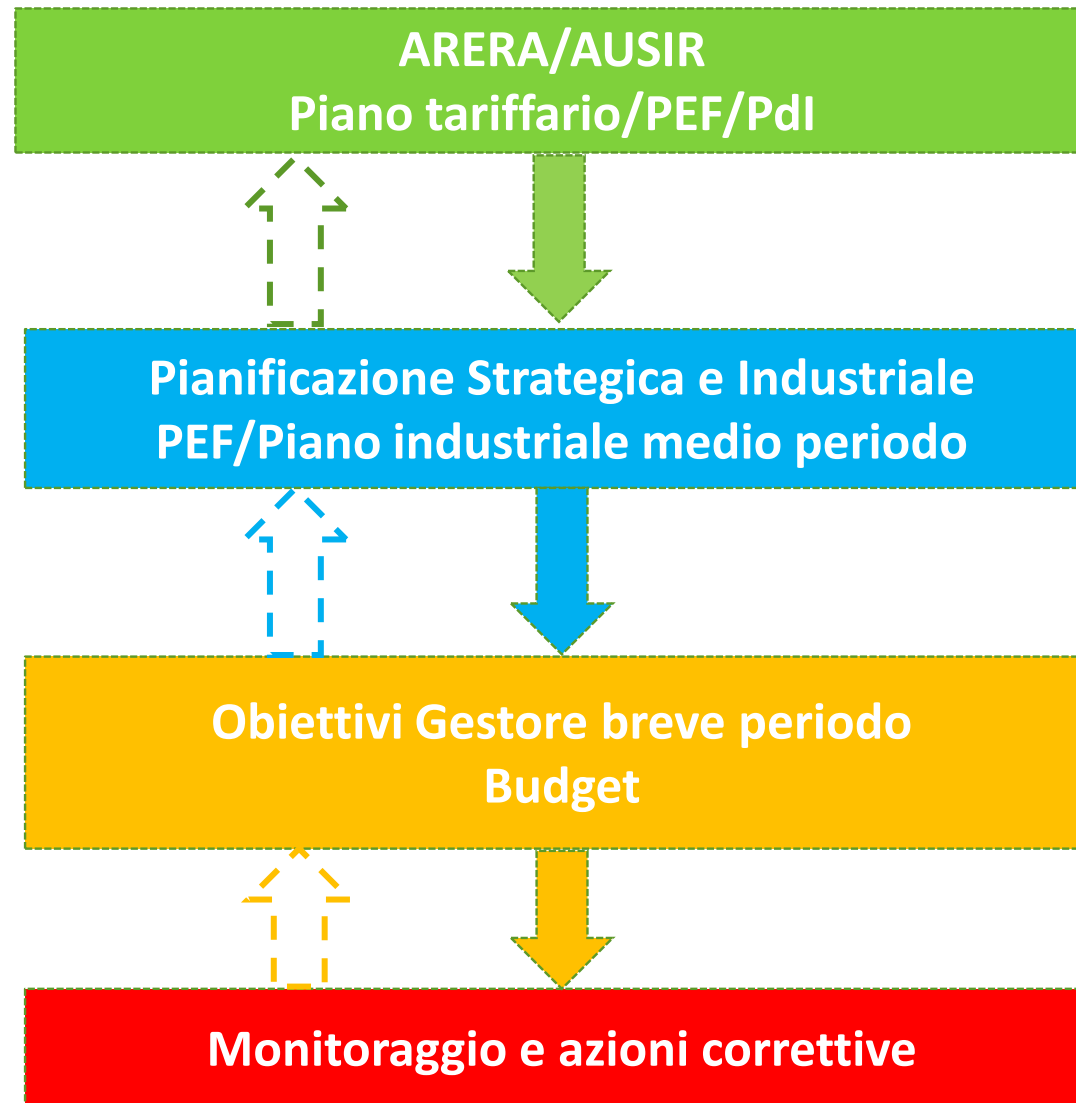 ARERA/AUSIR
Piano tariffario/PEF/PdI
Pianificazione Strategica e Industriale
PEF/Piano industriale medio periodo
Obiettivi Gestore breve periodo
Budget
Monitoraggio e azioni correttive